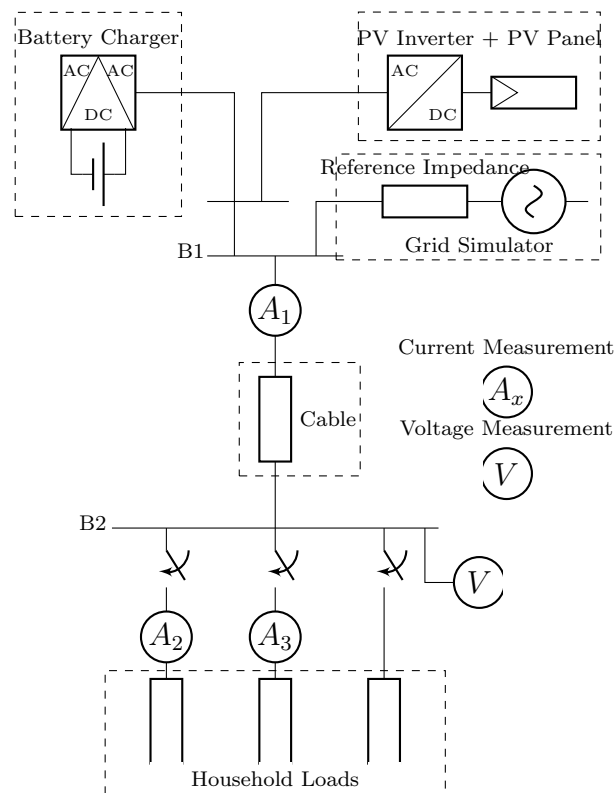 Battery Charger
PV Inverter + PV Panel
AC AC
DC
AC
DC
Reference Impedance
Grid Simulator
B1
A1
Current Measurement
Ax
Cable
Voltage Measurement
V
B2
V
A2
A3
Household Loads